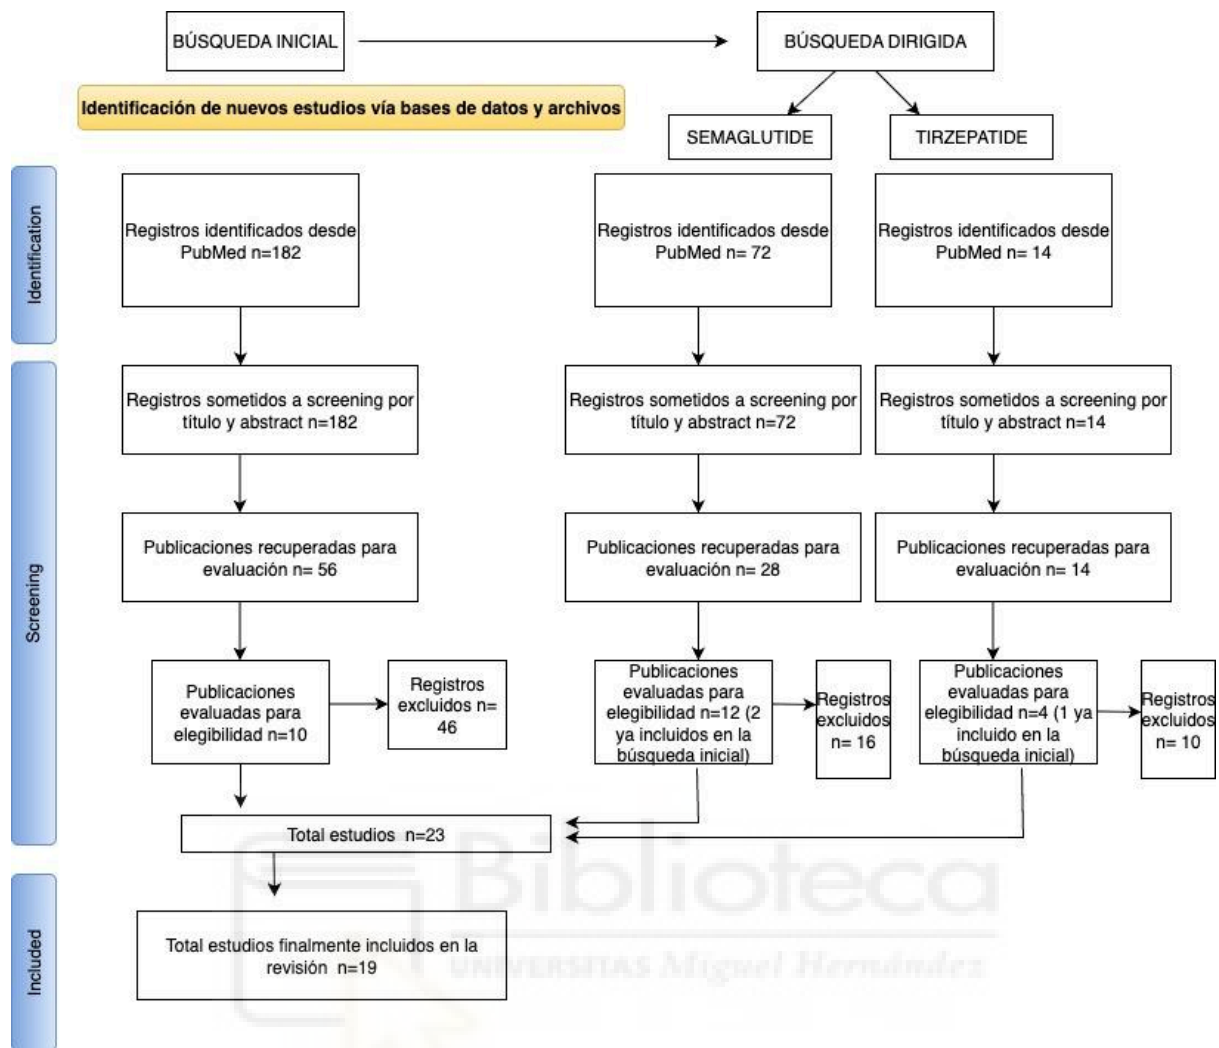 BÚSQUEDA INICIAL
BÚSQUEDA DIRIGIDA
Identificación de nuevos estudios vía bases de datos y archivos
SEMAGLUTIDE
TIRZEPATIDE
Identification
Registros identificados desde
PubMed n=182
Registros identificados desde
PubMed n= 72
Registros identificados desde
PubMed n= 14
Screening
Registros sometidos a screening por
título y abstract n=182
Registros sometidos a screening por
título y abstract n=72
Registros sometidos a screening por
título y abstract n=14
Publicaciones recuperadas para
evaluación n= 56
Publicaciones recuperadas para
evaluación n= 28
Publicaciones recuperadas para
evaluación n= 14
Publicaciones
evaluadas para
elegibilidad n=10
Registros
excluidos n=
46
Publicaciones
evaluadas para
elegibilidad n=12 (2
ya incluidos en la
búsqueda inicial)
Registros
excluidos
n= 16
Publicaciones
evaluadas para
elegibilidad n=4 (1 ya
incluido en la
búsqueda inicial)
Registros
excluidos
n= 10
Total estudios n=23
Included
Total estudios finalmente incluidos en la
revisión n=19
Biblioteca
UNIVERSITAS Miguel Hernández